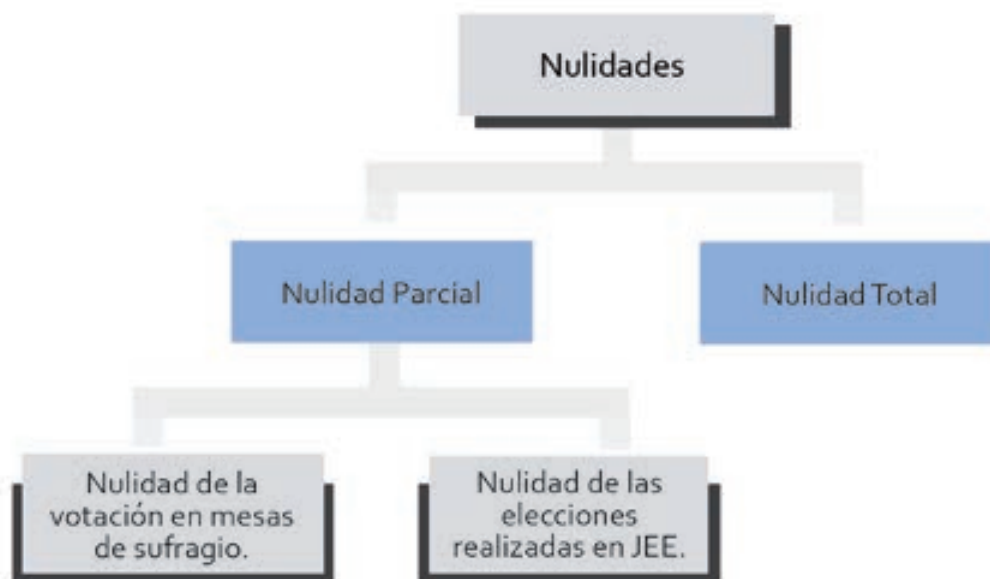 Nulidades
Nulidad Parcial
Nulidad Total
Nulidad de la
votación en mesas
de sufragio.
Nulidad de las
elecciones
realizadas en JEE.